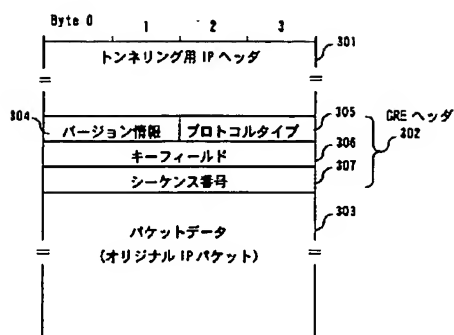 Byte 0 1 2 3
トンネリング用 IP ヘッダ 301
304 バージョン情報 プロトコルタイプ 305
GRE ヘッダ
302
キーフィールド 306
シーケンス番号 307
303
パケットデータ
(オリジナル IP パケット)